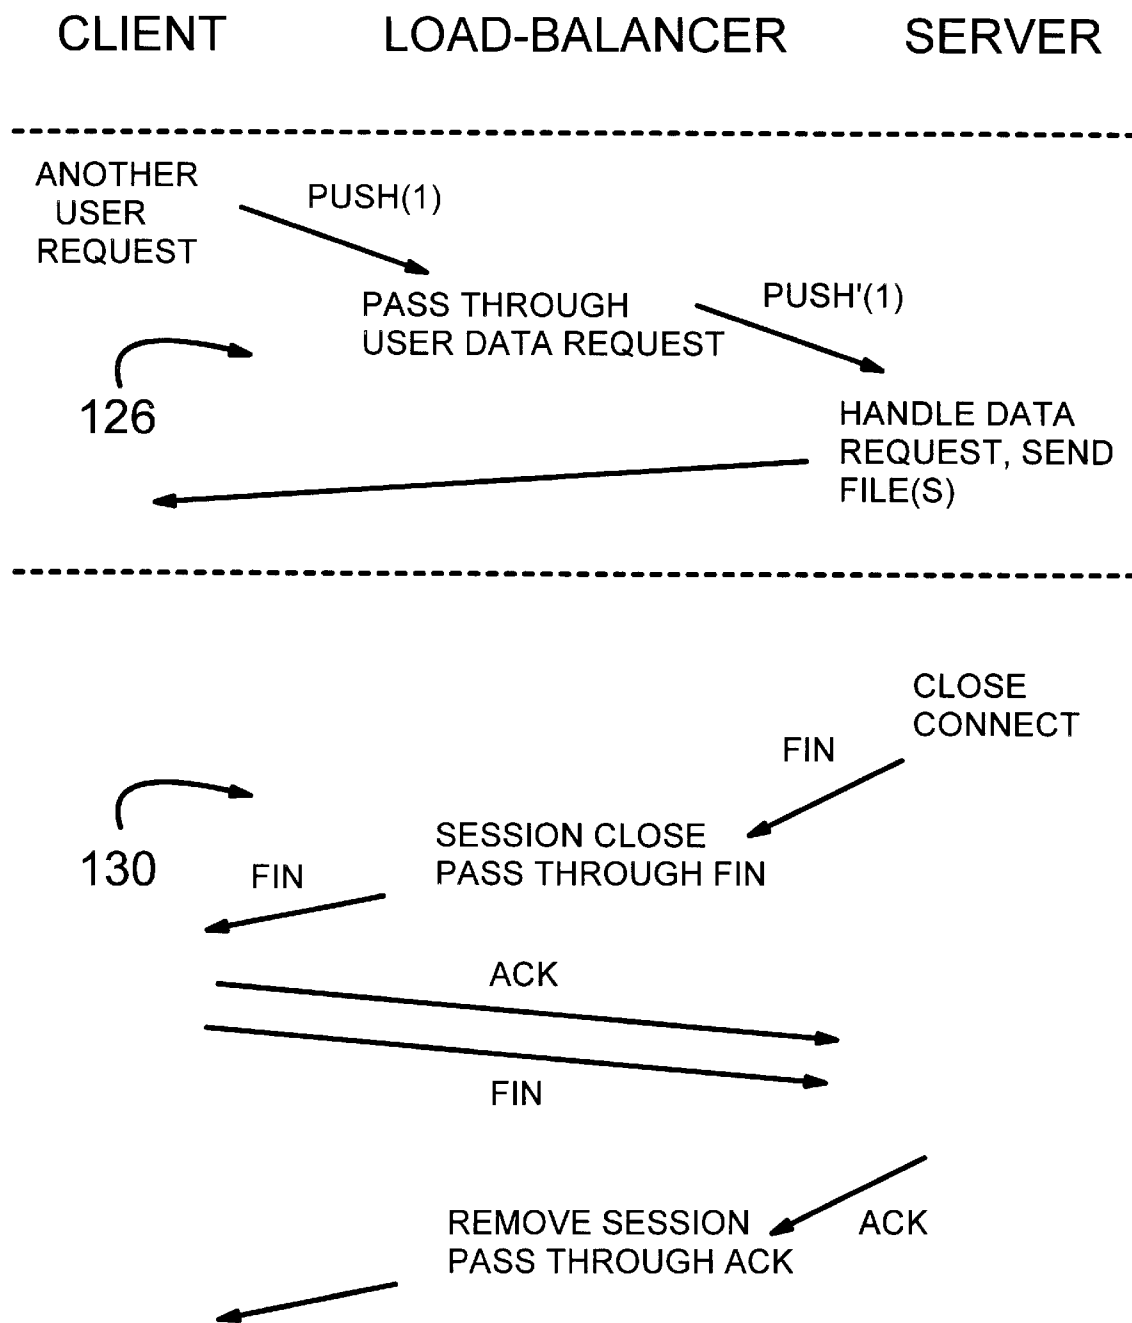 CLIENT LOAD-BALANCER SERVER
ANOTHER
USER
REQUEST
PUSH(1)
PASS THROUGH
USER DATA REQUEST
PUSH'(1)
126
HANDLE DATA
REQUEST, SEND
FILE(S)
CLOSE
CONNECT
FIN
SESSION CLOSE
PASS THROUGH FIN
130
FIN
ACK
FIN
REMOVE SESSION
PASS THROUGH ACK
ACK